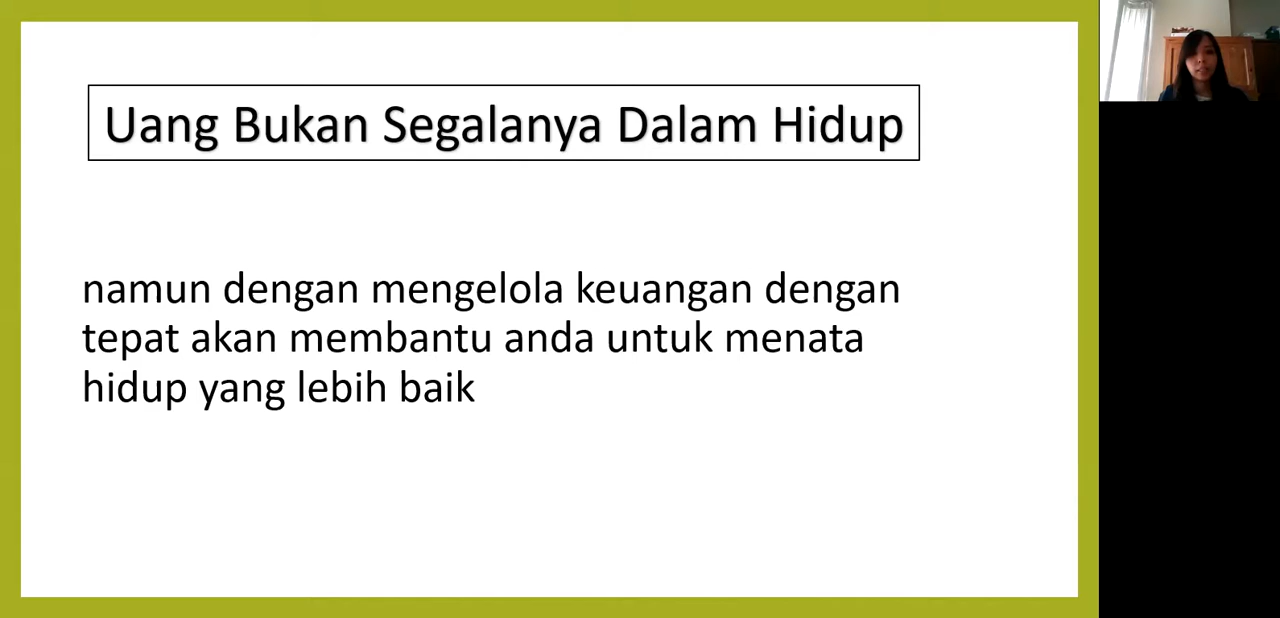 Uang Bukan Segalanya Dalam Hidup
namun dengan mengelola keuangan dengan
tepat akan membantu anda untuk menata
hidup yang lebih baik